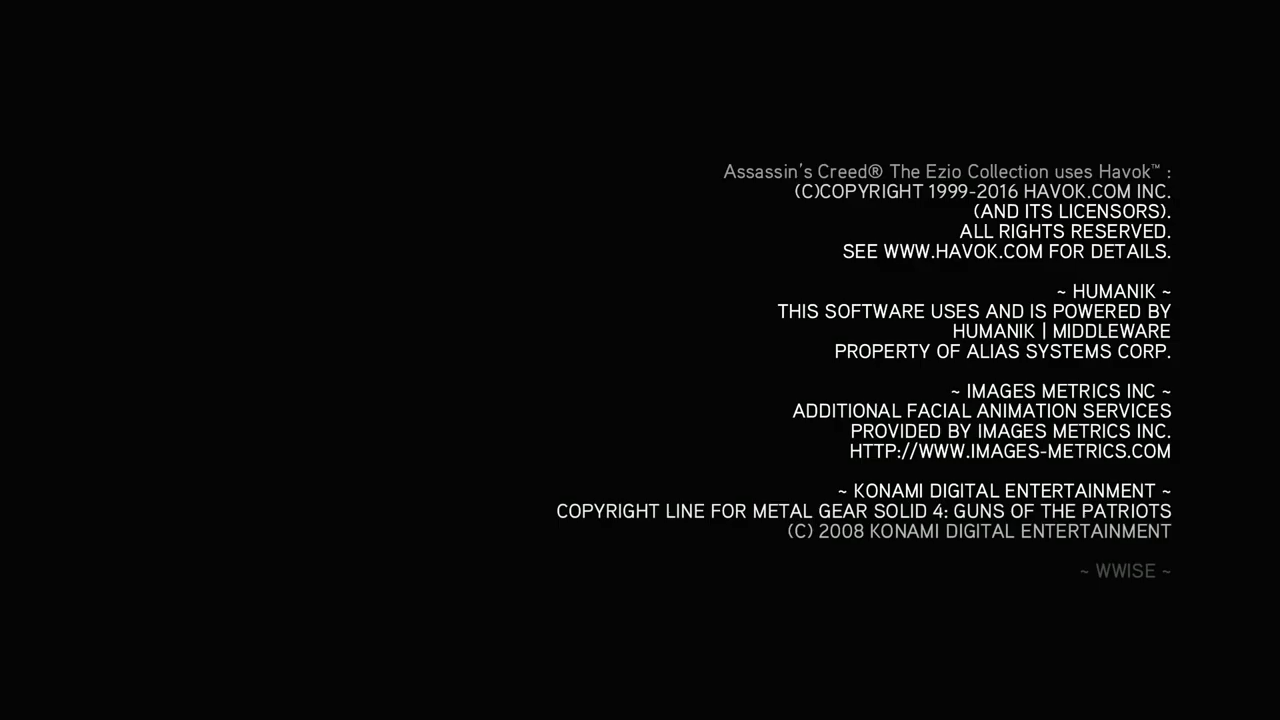 Assassin's Creed® The Ezio Collection uses Havok™ :
(C)COPYRIGHT 1999-2016 HAVOK.COM INC.
(AND ITS LICENSORS).
ALL RIGHTS RESERVED.
SEE WWW.HAVOK.COM FOR DETAILS.
~ HUMANIK ~
THIS SOFTWARE USES AND IS POWERED BY
HUMANIK | MIDDLEWARE
PROPERTY OF ALIAS SYSTEMS CORP.
~ IMAGES METRICS INC ~
ADDITIONAL FACIAL ANIMATION SERVICES
PROVIDED BY IMAGES METRICS INC.
HTTP://WWW.IMAGES-METRICS.COM
~ KONAMI DIGITAL ENTERTAINMENT ~
COPYRIGHT LINE FOR METAL GEAR SOLID 4: GUNS OF THE PATRIOTS
(C) 2008 KONAMI DIGITAL ENTERTAINMENT
~ WWISE ~